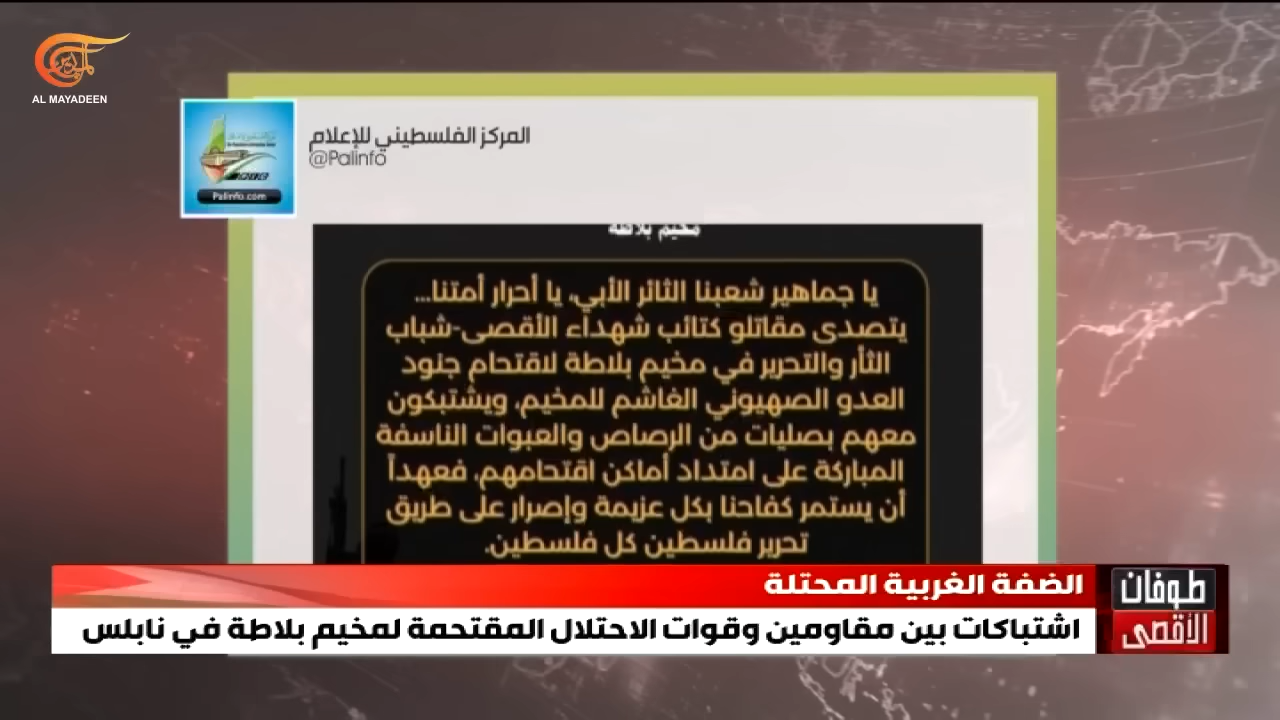 AL MAYADEEN
المركز الفلسطيني للإعلام
@Palinfo
Palinfo.com
مخيم بلاطة
يا جماهير شعبنا الثائر الأبي، يا أحرار أمتنا...
يتصدى مقاتلو كتائب شهداء الأقصى-شباب
الثأر والتحرير في مخيم بلاطة لاقتحام جنود
العدو الصهيوني الغاشم للمخيم، ويشتبكون
معهم بصليات من الرصاص والعبوات الناسفة
المباركة على امتداد أماكن اقتحامهم، فعهداً
أن يستمر كفاحنا بكل عزيمة وإصرار على طريق
تحرير فلسطين كل فلسطين.
الضفة الغربية المحتلة
اشتباكات بين مقاومين وقوات الاحتلال المقتحمة لمخيم بلاطة في نابلس
طوفان
الأقصى